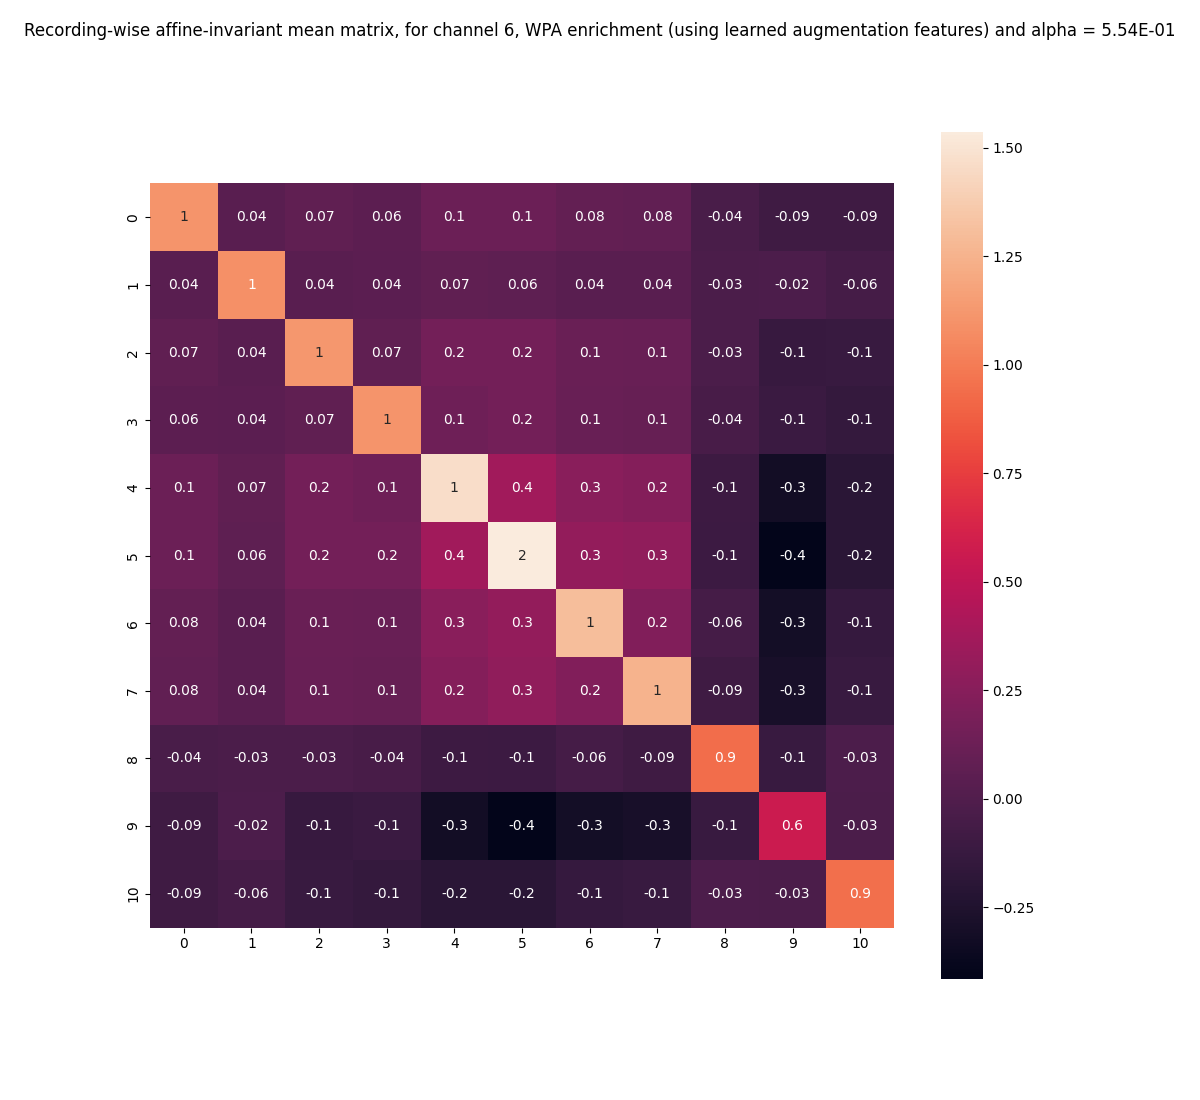 Recording-wise affine-invariant mean matrix, for channel 6, WPA enrichment (using learned augmentation features) and alpha = 5.54E-01
1.50
0 1 0.04 0.07 0.06 0.1 0.1 0.08 0.08 -0.04 -0.09 -0.09
1.25
1 0.04 1 0.04 0.04 0.07 0.06 0.04 0.04 -0.03 -0.02 -0.06
2 0.07 0.04 1 0.07 0.2 0.2 0.1 0.1 -0.03 -0.1 -0.1
1.00
3 0.06 0.04 0.07 1 0.1 0.2 0.1 0.1 -0.04 -0.1 -0.1
0.75
4 0.1 0.07 0.2 0.1 1 0.4 0.3 0.2 -0.1 -0.3 -0.2
5 0.1 0.06 0.2 0.2 0.4 2 0.3 0.3 -0.1 -0.4 -0.2
0.50
6 0.08 0.04 0.1 0.1 0.3 0.3 1 0.2 -0.06 -0.3 -0.1
7 0.08 0.04 0.1 0.1 0.2 0.3 0.2 1 -0.09 -0.3 -0.1
0.25
8 -0.04 -0.03 -0.03 -0.04 -0.1 -0.1 -0.06 -0.09 0.9 -0.1 -0.03
0.00
9 -0.09 -0.02 -0.1 -0.1 -0.3 -0.4 -0.3 -0.3 -0.1 0.6 -0.03
10 -0.09 -0.06 -0.1 -0.1 -0.2 -0.2 -0.1 -0.1 -0.03 -0.03 0.9
−0.25
0 1 2 3 4 5 6 7 8 9 10